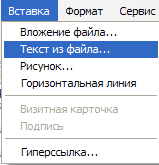 Вставка Формат Сервис
Вложение файла...
Текст из файла...
Рисунок...
Горизонтальная линия
Визитная карточка
Подпись
Гиперссылка...